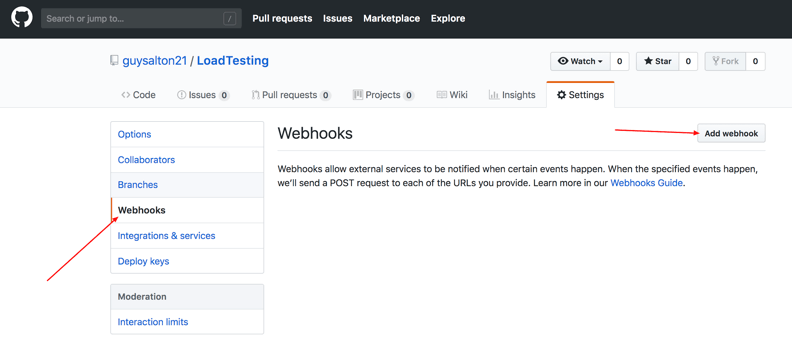 Search or jump to... / Pull requests Issues Marketplace Explore
guysalton21 / LoadTesting Watch 0 Star 0 Fork 0
Code Issues 0 Pull requests 0 Projects 0 Wiki Insights Settings
Options
Collaborators
Branches
Webhooks
Integrations & services
Deploy keys
Moderation
Interaction limits
Webhooks Add webhook
Webhooks allow external services to be notified when certain events happen. When the specified events happen,
we'll send a POST request to each of the URLs you provide. Learn more in our Webhooks Guide.